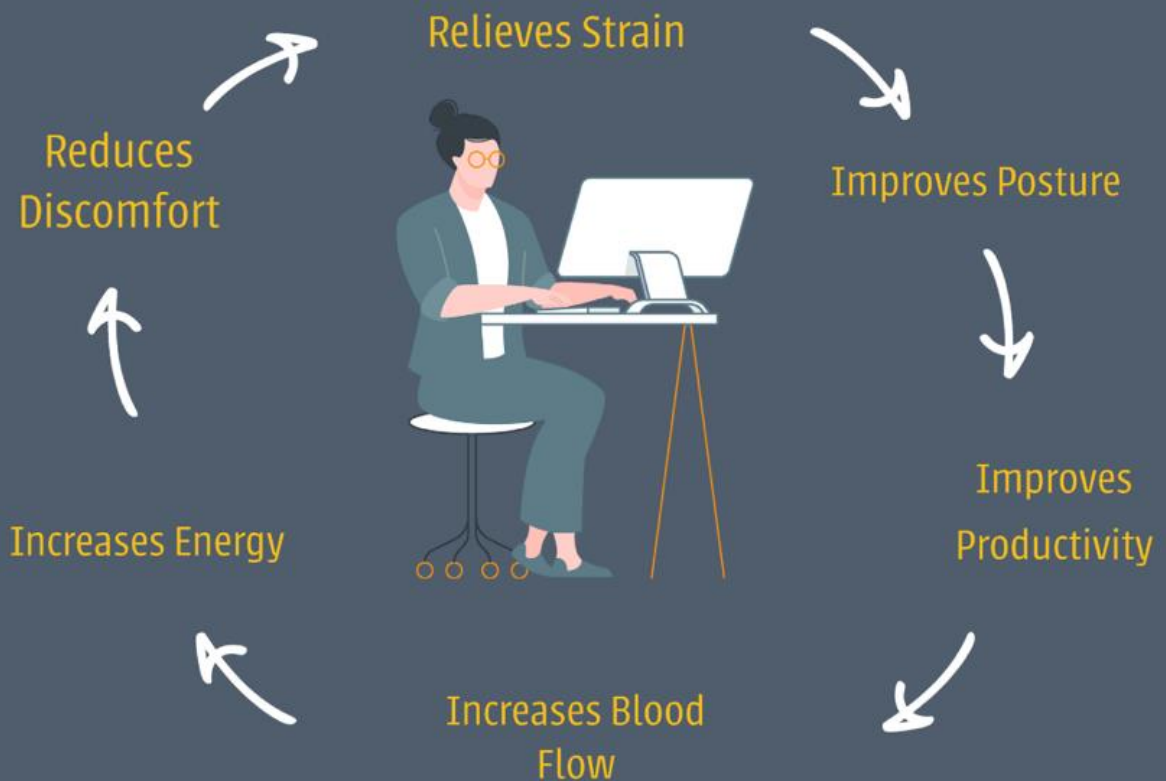 Relieves Strain
Improves Posture
Improves
Productivity
Increases Blood
Flow
Increases Energy
Reduces
Discomfort